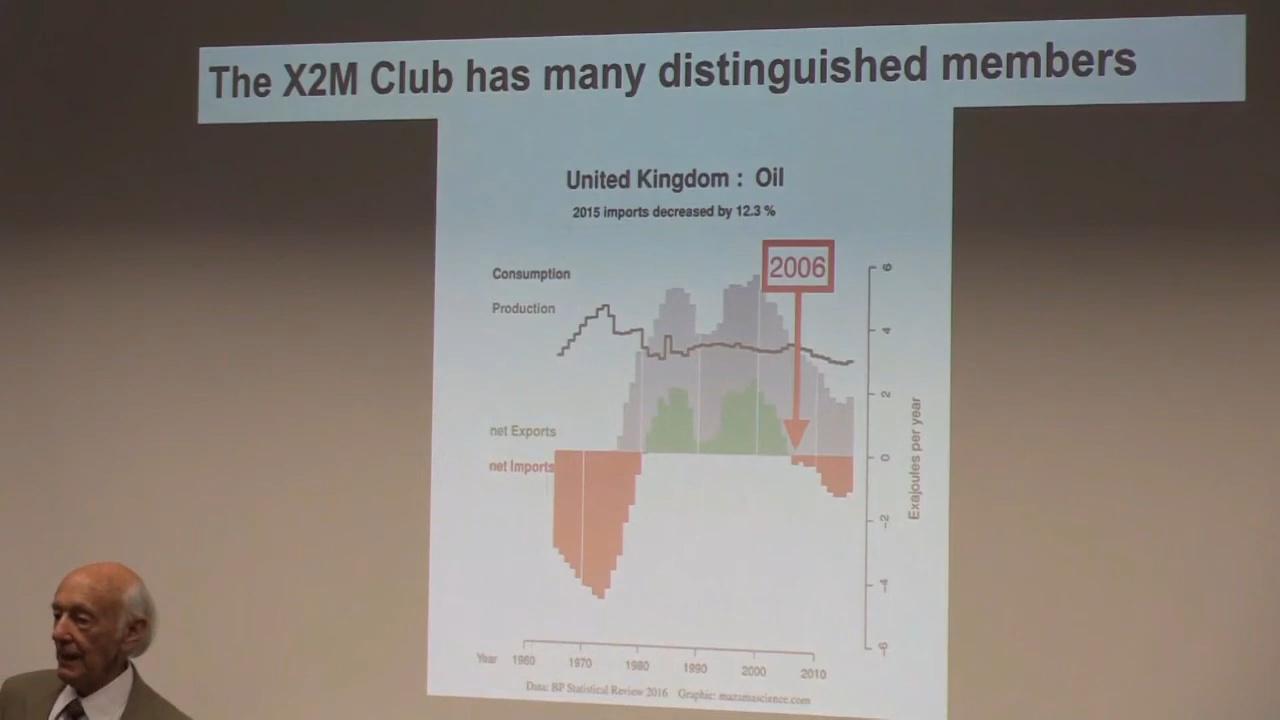 The X2M Club has many distinguished members
United Kingdom : Oil
2015 imports decreased by 12.3 %
2006
Consumption
Production
net Exports
net Imports
6
4
2
0
-2
-4
-6
Exajoules per year
Year 1960 1970 1980 1990 2000 2010
Data: BP Statistical Review 2016 Graphic: mazamascience.com